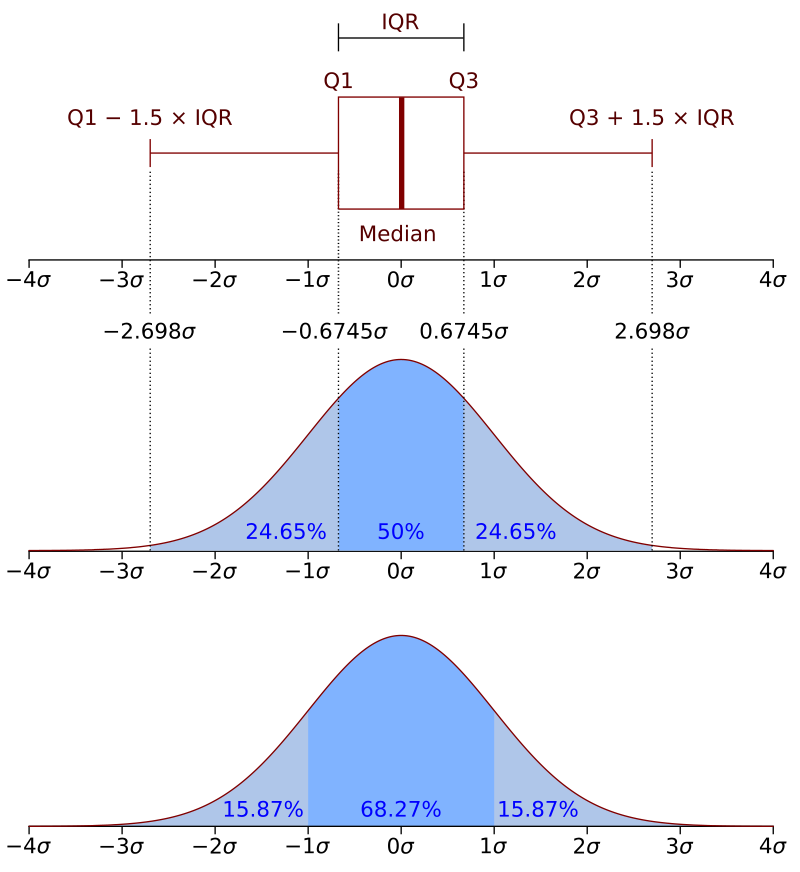 IQR
Q1 Q3
Q1 − 1.5 × IQR Q3 + 1.5 × IQR
Median
−4σ −3σ −2σ −1σ 0σ 1σ 2σ 3σ 4σ
−2.698σ −0.6745σ 0.6745σ 2.698σ
24.65% 50% 24.65%
−4σ −3σ −2σ −1σ 0σ 1σ 2σ 3σ 4σ
15.87% 68.27% 15.87%
−4σ −3σ −2σ −1σ 0σ 1σ 2σ 3σ 4σ